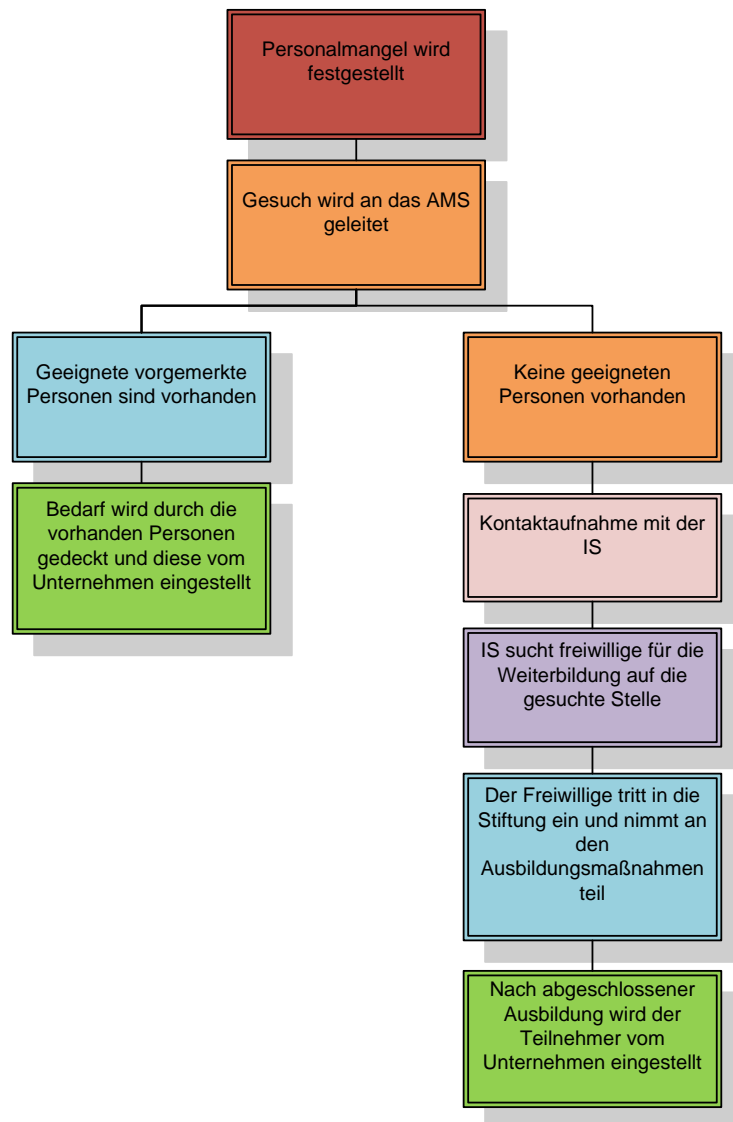 Personalmangel wird
festgestellt
Gesuch wird an das AMS
geleitet
Geeignete vorgemerkte
Personen sind vorhanden
Bedarf wird durch die
vorhanden Personen
gedeckt und diese vom
Unternehmen eingestellt
Keine geeigneten
Personen vorhanden
Kontaktaufnahme mit der
IS
IS sucht freiwillige für die
Weiterbildung auf die
gesuchte Stelle
Der Freiwillige tritt in die
Stiftung ein und nimmt an
den
Ausbildungsmaßnahmen
teil
Nach abgeschlossener
Ausbildung wird der
Teilnehmer vom
Unternehmen eingestellt